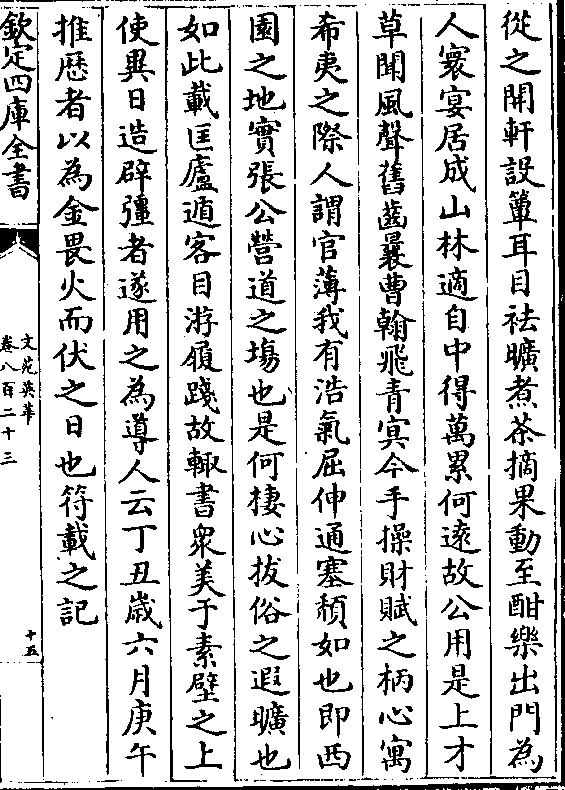 從之開軒設簟耳目祛曠煮茶摘果動至酣樂出門為
人寰宴居成山林適自中得萬累何遠故公用是上才
草聞風聲舊齒曩曹翰飛青冥今手操財賦之柄心寓
希夷之際人謂官薄我有浩氣屈伸通塞頹如也即西
園之地實張公營道之場也是何棲心拔俗之遐曠也
如此載匡廬遁客目游履踐故輙書衆美于素壁之上
使異日造辟彊者遂用之為導人云丁丑歲六月庚午
推歷者以為金畏火而伏之日也符載之記
欽定四庫全書
文苑英華
卷八百二十三
十五